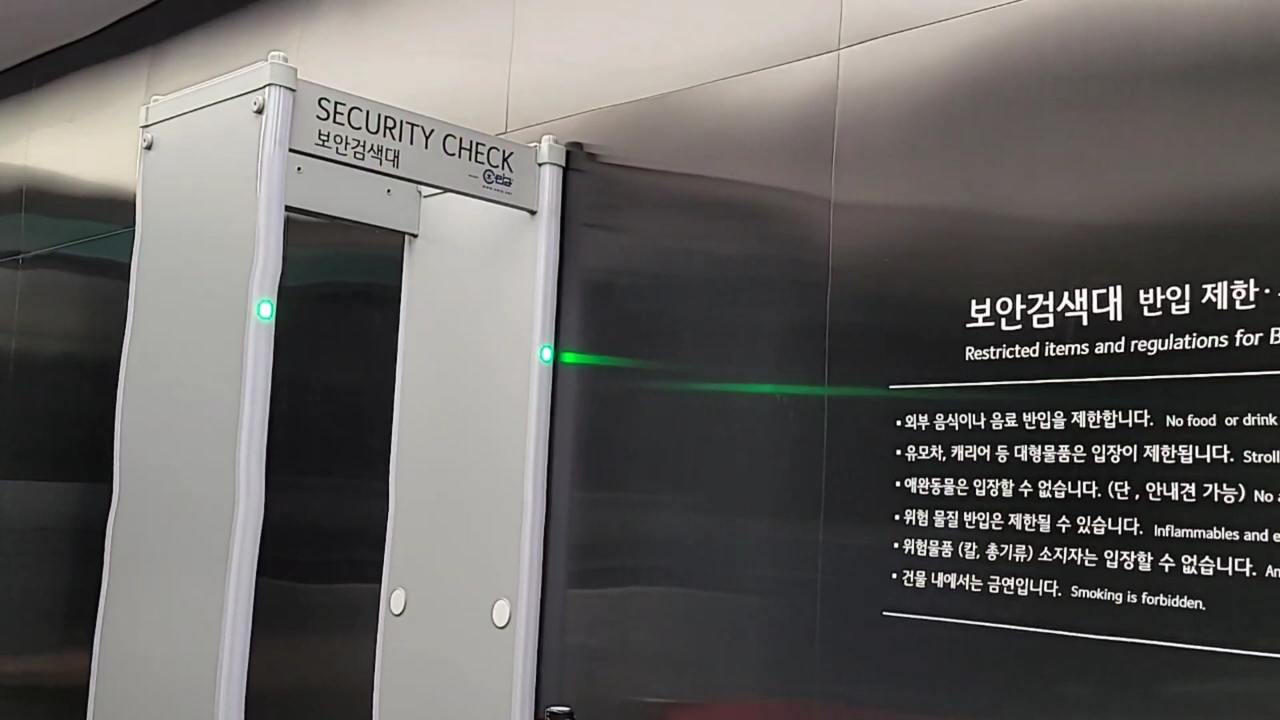 SECURITY CHECK
보안검색대
ceia
보안검색대 반입 제한
Restricted items and regulations for
외부 음식이나 음료 반입을 제한합니다. No food or drink
유모차, 캐리어 등 대형물품은 입장이 제한됩니다. Stroll
애완동물은 입장할 수 없습니다. (단, 안내견 가능) No
위험 물질 반입은 제한될 수 있습니다. Inflammables and
위험물품 (칼, 총기류) 소지자는 입장할 수 없습니다.
건물 내에서는 금연입니다. Smoking is forbidden.